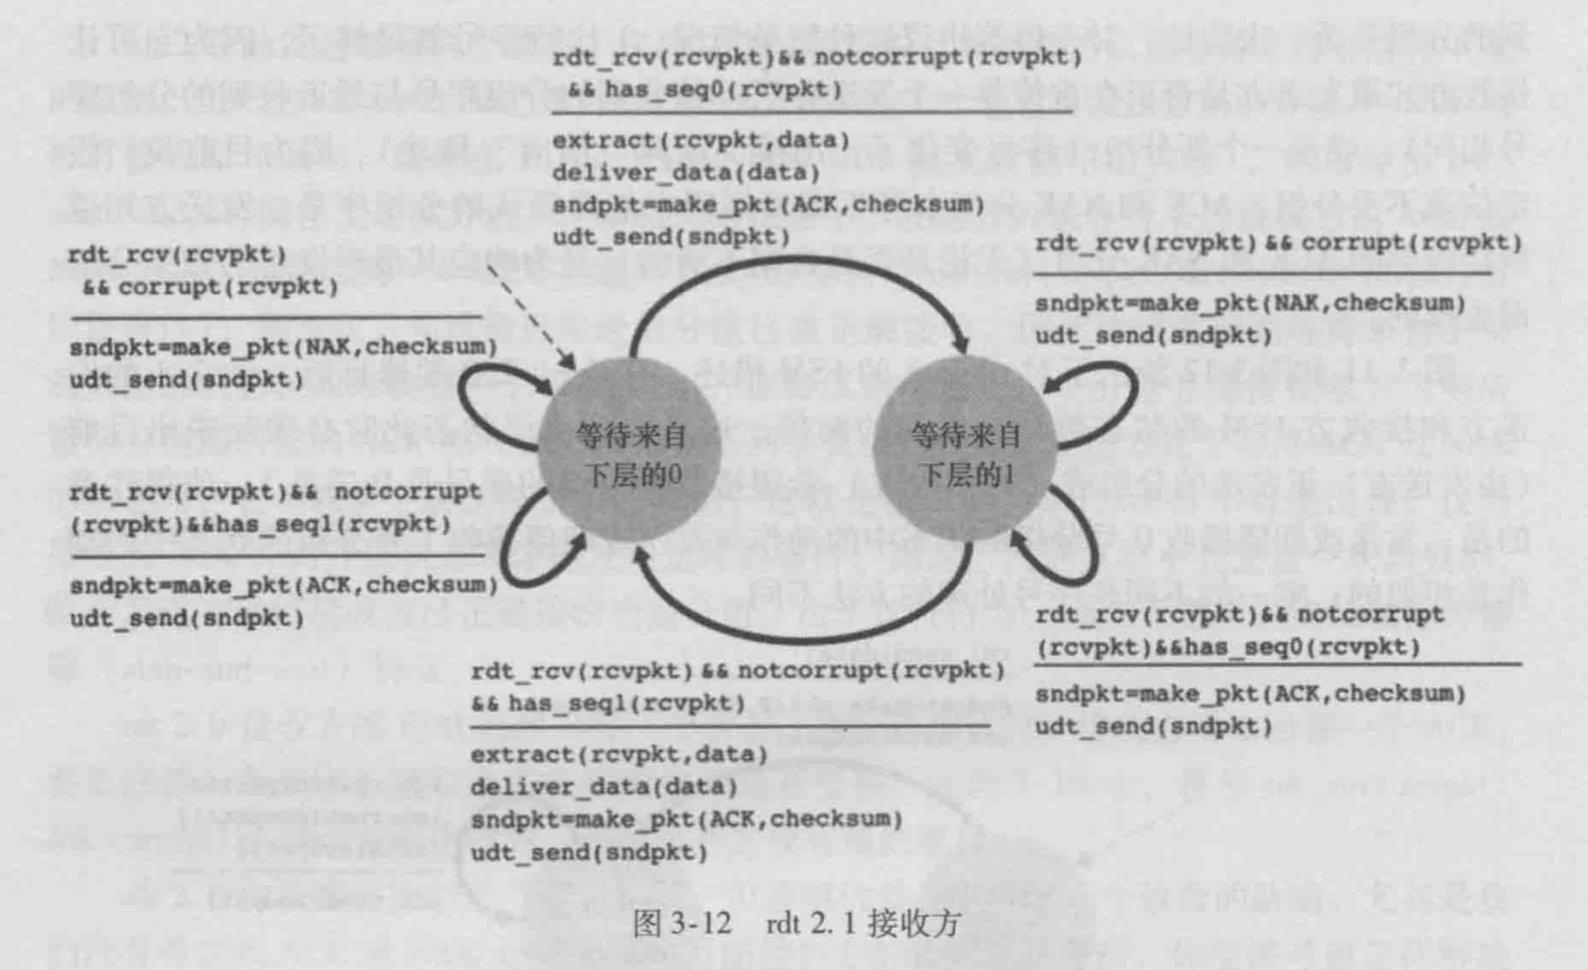 rdt_rcv(rcvpkt)&& notcorrupt(rcvpkt)
&& has_seq0(rcvpkt)
extract(rcvpkt,data)
deliver_data(data)
sndpkt=make_pkt(ACK,checksum)
udt_send(sndpkt)
rdt_rcv(rcvpkt)
&& corrupt(rcvpkt)
sndpkt=make_pkt(NAK,checksum)
udt_send(sndpkt)
rdt_rcv(rcvpkt) && corrupt(rcvpkt)
sndpkt=make_pkt(NAK,checksum)
udt_send(sndpkt)
等待来自
下层的0
等待来自
下层的1
rdt_rcv(rcvpkt)&& notcorrupt
(rcvpkt)&&has_seq1(rcvpkt)
sndpkt=make_pkt(ACK,checksum)
udt_send(sndpkt)
rdt_rcv(rcvpkt)&& notcorrupt
(rcvpkt)&&has_seq0(rcvpkt)
sndpkt=make_pkt(ACK,checksum)
udt_send(sndpkt)
rdt_rcv(rcvpkt) && notcorrupt(rcvpkt)
&& has_seq1(rcvpkt)
extract(rcvpkt,data)
deliver_data(data)
sndpkt=make_pkt(ACK,checksum)
udt_send(sndpkt)
图 3-12 rdt 2. 1 接收方